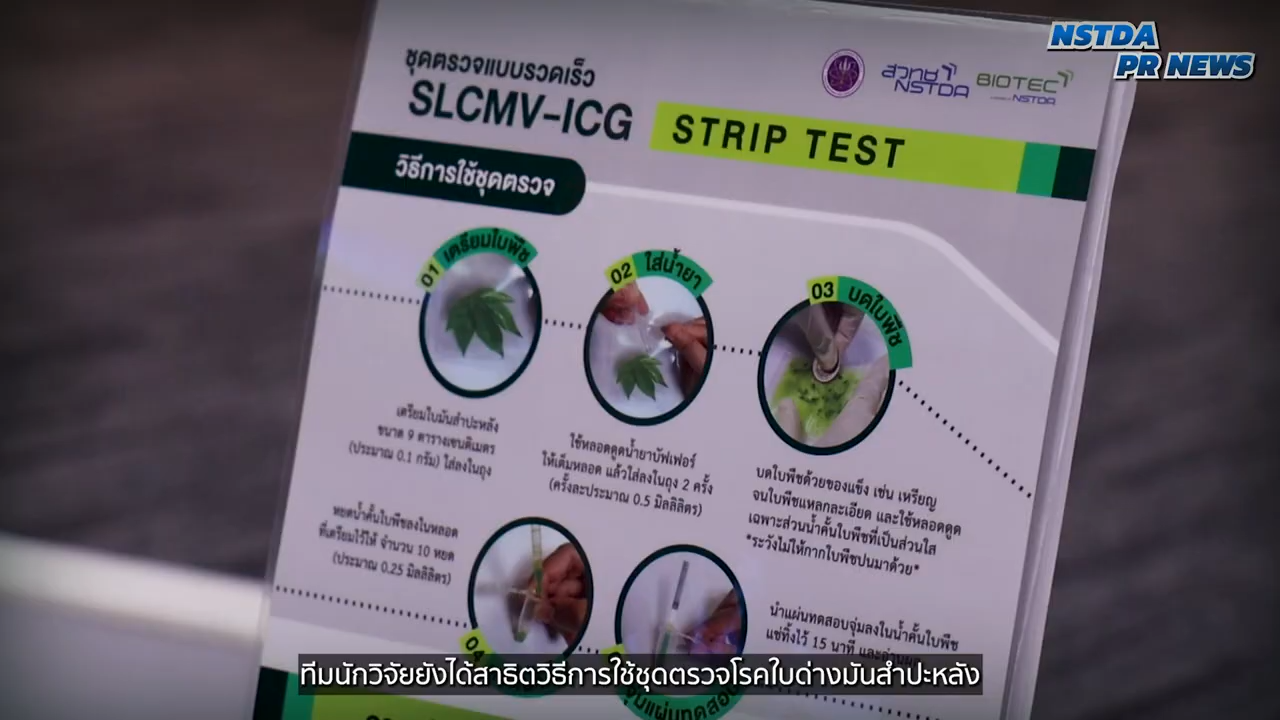 NSTDA
PR NEWS
ชุดตรวจแบบรวดเร็ว
SLCMV-ICG
STRIP TEST
สวทช
NSTDA
BIOTEC
NSTDA
วิธีการใช้ชุดตรวจ
01 เตรียมใบพืช
02 ใส่น้ำยา
03 บดใบพืช
เตรียมใบมันสำปะหลัง
ขนาด 9 ตารางเซนติเมตร
(ประมาณ 0.1 กรัม) ใส่ลงในถุง
ใช้หลอดดูดน้ำยาบัฟเฟอร์
ให้เต็มหลอด แล้วใส่ลงในถุง 2 ครั้ง
(ครั้งละประมาณ 0.5 มิลลิลิตร)
บดใบพืชด้วยของแข็ง เช่น เหรียญ
จนใบพืชแหลกละเอียด และใช้หลอดดูด
เฉพาะส่วนน้ำคั้นใบพืชที่เป็นส่วนใส
*ระวังไม่ให้กากใบพืชปนมาด้วย*
หยดน้ำคั้นใบพืชลงในหลอด
ที่เตรียมไว้ให้ จำนวน 10 หยด
(ประมาณ 0.25 มิลลิลิตร)
04
นำแผ่นทดสอบจุ่มลงในน้ำคั้นใบพืช
แช่ทิ้งไว้ 15 นาที และอ่านผล
จุ่มแผ่นทดสอบ
ทีมนักวิจัยยังได้สาธิตวิธีการใช้ชุดตรวจโรคใบด่างมันสำปะหลัง